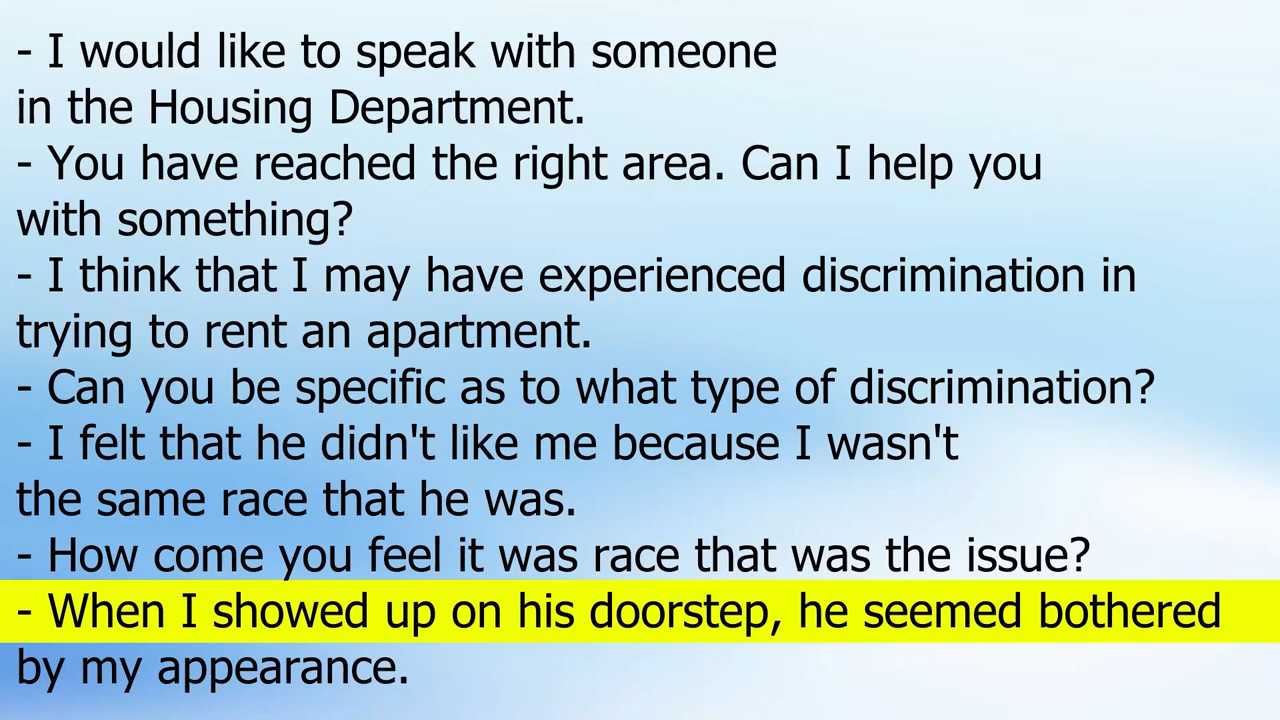 - I would like to speak with someone
in the Housing Department.
- You have reached the right area. Can I help you
with something?
- I think that I may have experienced discrimination in
trying to rent an apartment.
- Can you be specific as to what type of discrimination?
- I felt that he didn't like me because I wasn't
the same race that he was.
- How come you feel it was race that was the issue?
- When I showed up on his doorstep, he seemed bothered
by my appearance.